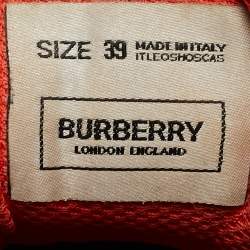 SIZE 39 MADE IN ITALY
ITLEOSHOSCAS
BURBERRY
LONDON ENGLAND